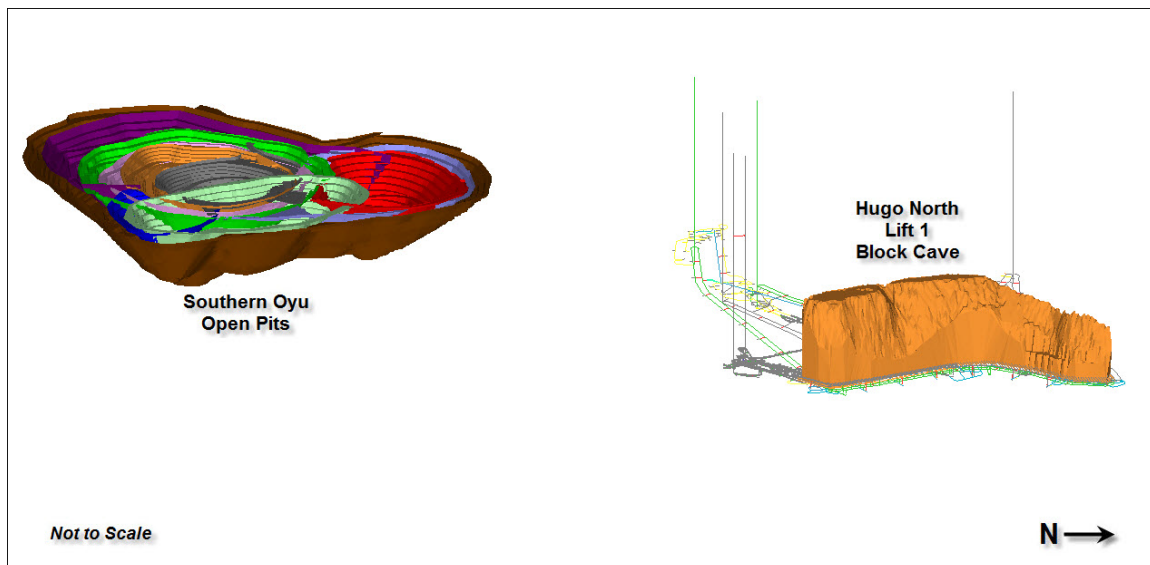 Southern Oyu
Open Pits
Hugo North
Lift 1
Block Cave
Not to Scale
N